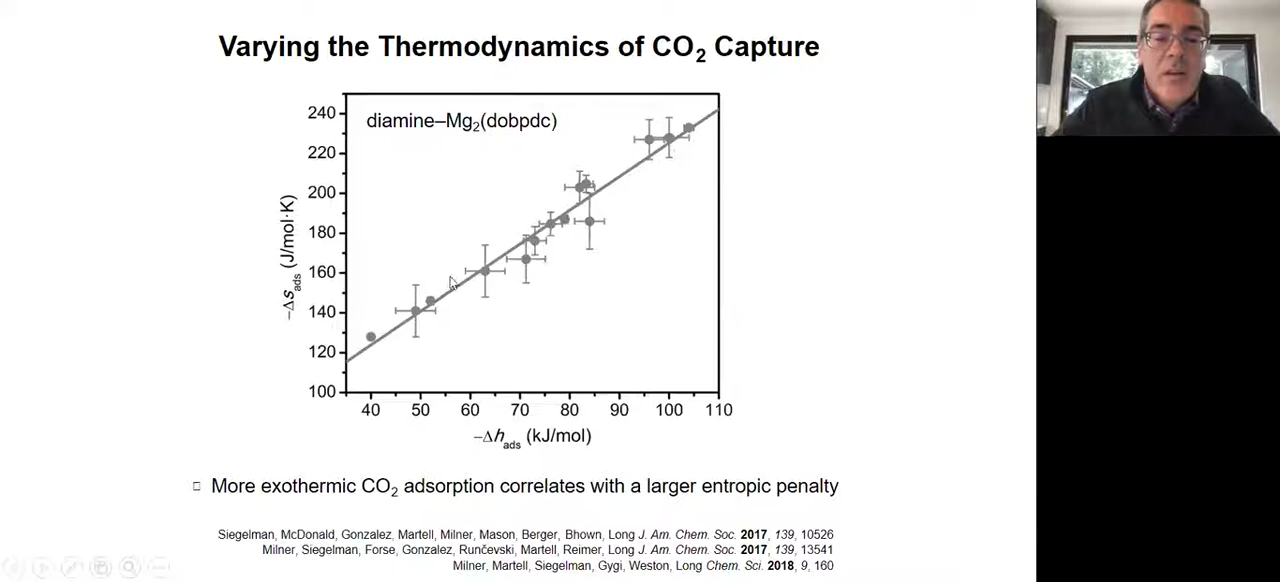 Varying the Thermodynamics of CO2 Capture
diamine–Mg2(dobpdc)
240
220
200
180
160
140
120
100
–Δsads (J/mol·K)
40 50 60 70 80 90 100 110
–Δhads (kJ/mol)
More exothermic CO2 adsorption correlates with a larger entropic penalty
Siegelman, McDonald, Gonzalez, Martell, Milner, Mason, Berger, Bhown, Long J. Am. Chem. Soc. 2017, 139, 10526
Milner, Siegelman, Forse, Gonzalez, Runčevski, Martell, Reimer, Long J. Am. Chem. Soc. 2017, 139, 13541
Milner, Martell, Siegelman, Gygi, Weston, Long Chem. Sci. 2018, 9, 160